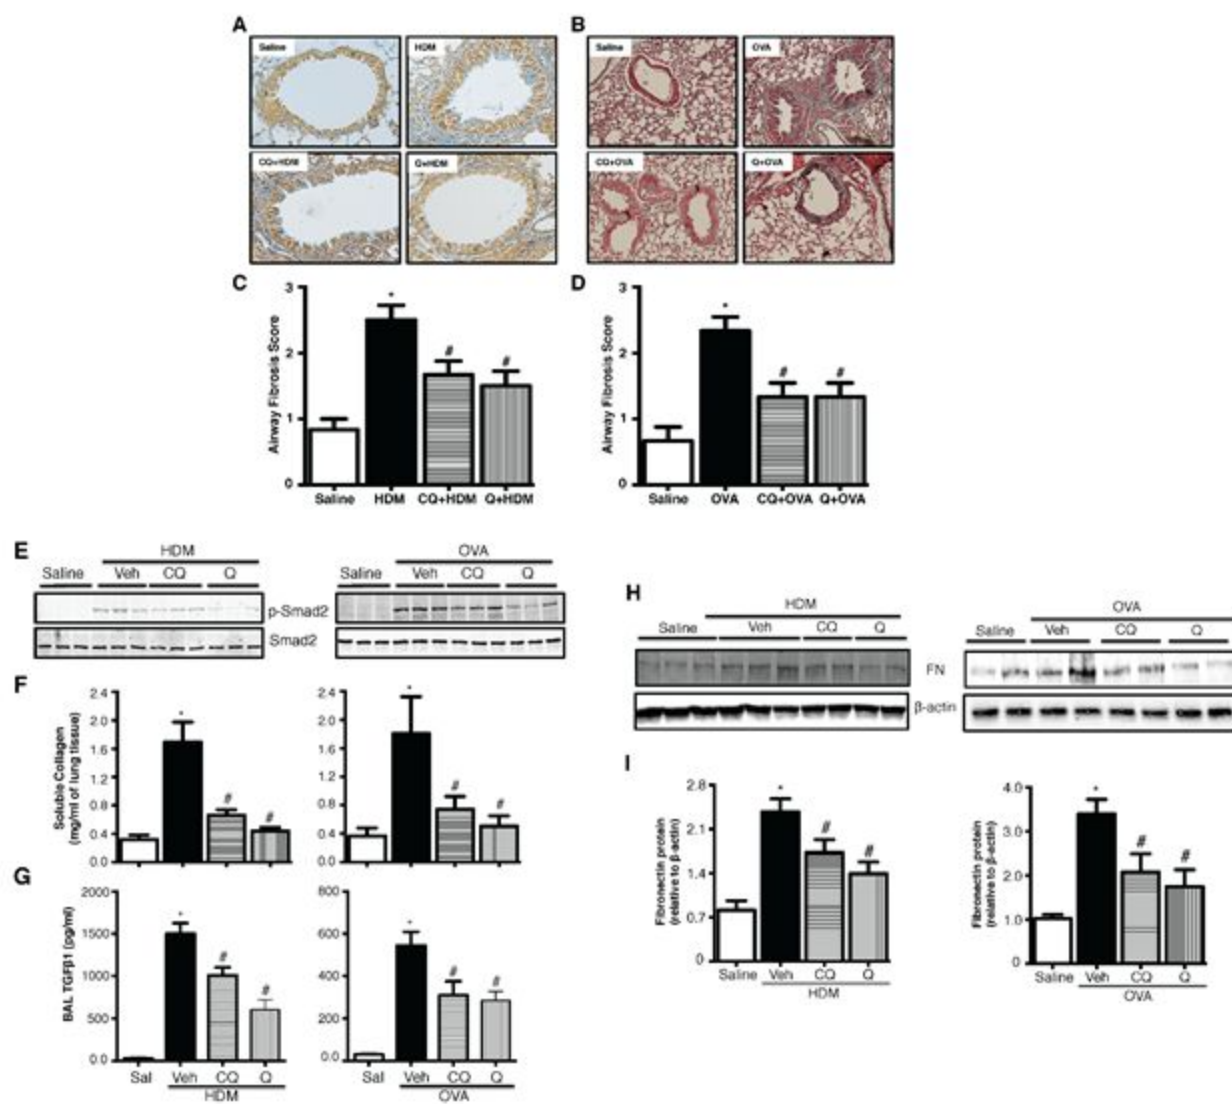 A
B
Saline
HDM
Saline
OVA
CQ+HDM
Q+HDM
CQ+OVA
Q+OVA
C
D
Airway Fibrosis Score
3
2
1
0
*
#
#
Saline HDM CQ+HDM Q+HDM
Airway Fibrosis Score
3
2
1
0
*
#
#
Saline OVA CQ+OVA Q+OVA
E
HDM
Saline Veh CQ Q
OVA
Saline Veh CQ Q
p-Smad2
Smad2
F
Soluble Collagen
(mg/ml of lung tissue)
2.4
2.0
1.6
1.2
0.8
0.4
0.0
*
#
#
2.4
2.0
1.6
1.2
0.8
0.4
0.0
*
#
#
G
BAL TGFβ1 (pg/ml)
2000
1500
1000
500
0.0
*
#
#
Sal Veh CQ Q
HDM
800
600
400
200
0.0
*
#
#
Sal Veh CQ Q
OVA
H
HDM
Saline Veh CQ Q
OVA
Saline Veh CQ Q
FN
β-actin
I
Fibronectin protein
(relative to β-actin)
2.8
2.1
1.4
0.7
0
*
#
#
Saline Veh CQ Q
HDM
Fibronectin protein
(relative to β-actin)
4.0
3.0
2.0
1.0
0
*
#
#
Saline Veh CQ Q
OVA